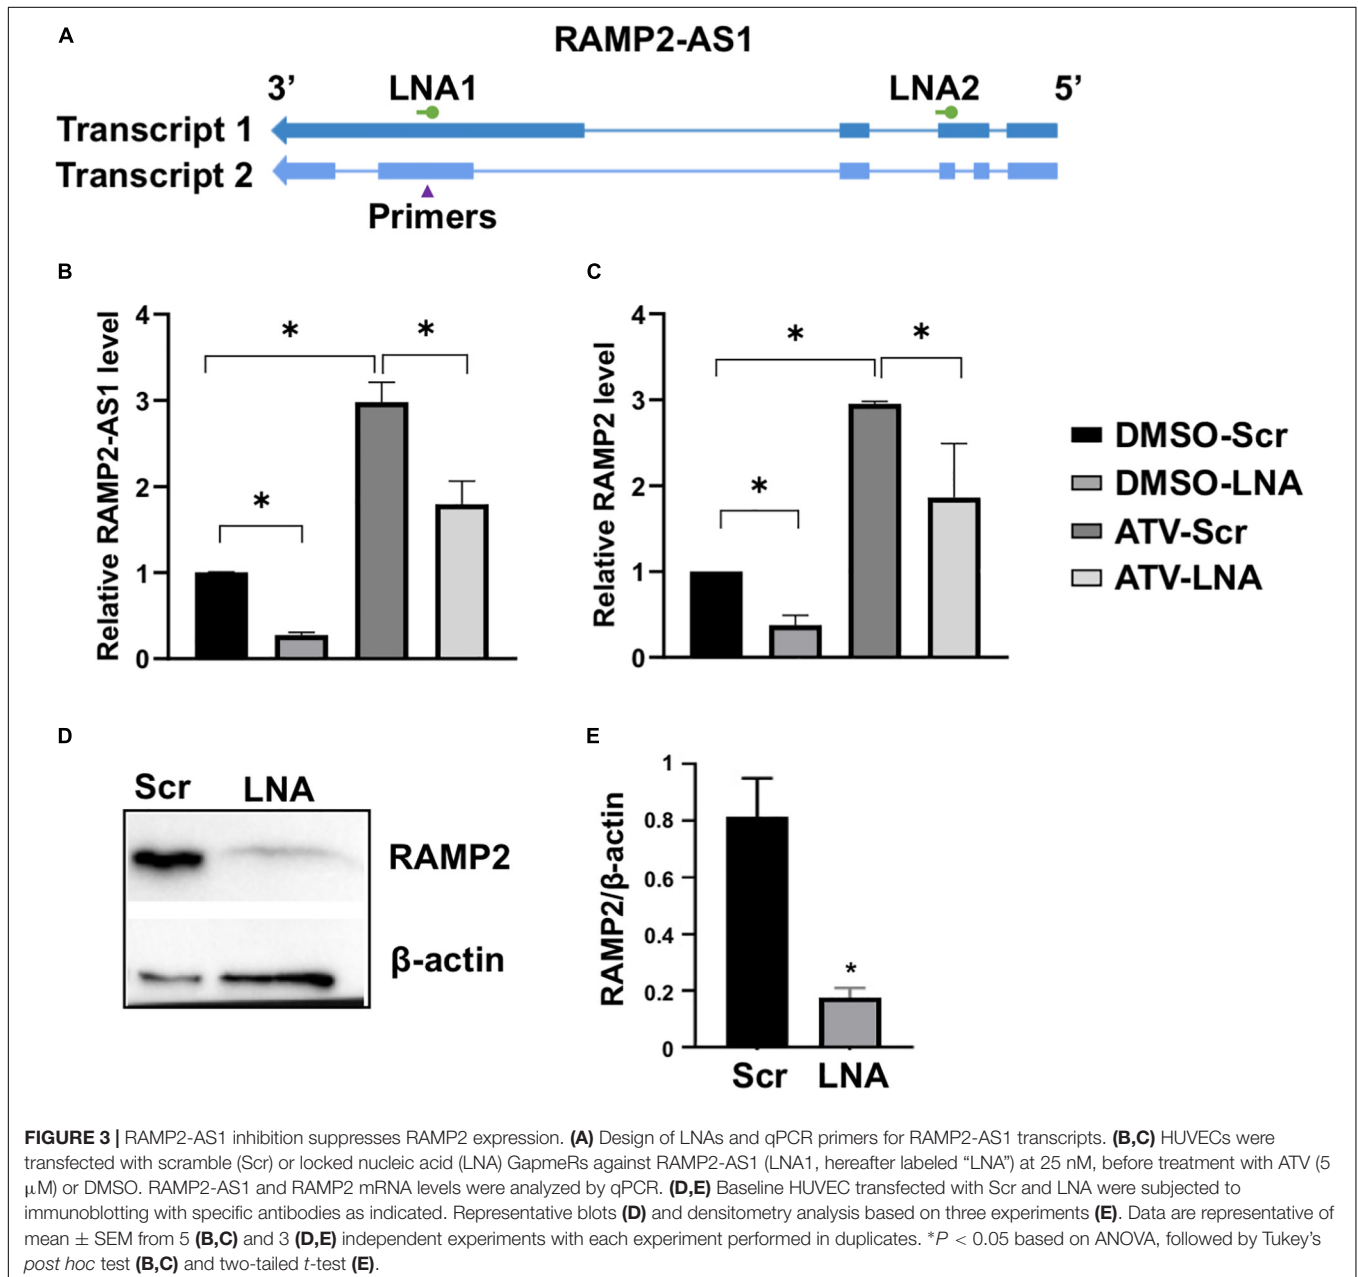 A
RAMP2-AS1
3’ LNA1 LNA2 5’
Transcript 1
Transcript 2
Primers
B
Relative RAMP2-AS1 level
4
3
2
1
0
* * *
C
Relative RAMP2 level
4
3
2
1
0
* * *
DMSO-Scr
DMSO-LNA
ATV-Scr
ATV-LNA
D
Scr LNA
RAMP2
β-actin
E
RAMP2/β-actin
1
0.8
0.6
0.4
0.2
0
*
Scr LNA
FIGURE 3 | RAMP2-AS1 inhibition suppresses RAMP2 expression. (A) Design of LNAs and qPCR primers for RAMP2-AS1 transcripts. (B,C) HUVECs were
transfected with scramble (Scr) or locked nucleic acid (LNA) GapmeRs against RAMP2-AS1 (LNA1, hereafter labeled “LNA”) at 25 nM, before treatment with ATV (5
μM) or DMSO. RAMP2-AS1 and RAMP2 mRNA levels were analyzed by qPCR. (D,E) Baseline HUVEC transfected with Scr and LNA were subjected to
immunoblotting with specific antibodies as indicated. Representative blots (D) and densitometry analysis based on three experiments (E). Data are representative of
mean ± SEM from 5 (B,C) and 3 (D,E) independent experiments with each experiment performed in duplicates. *P < 0.05 based on ANOVA, followed by Tukey’s
post hoc test (B,C) and two-tailed t-test (E).